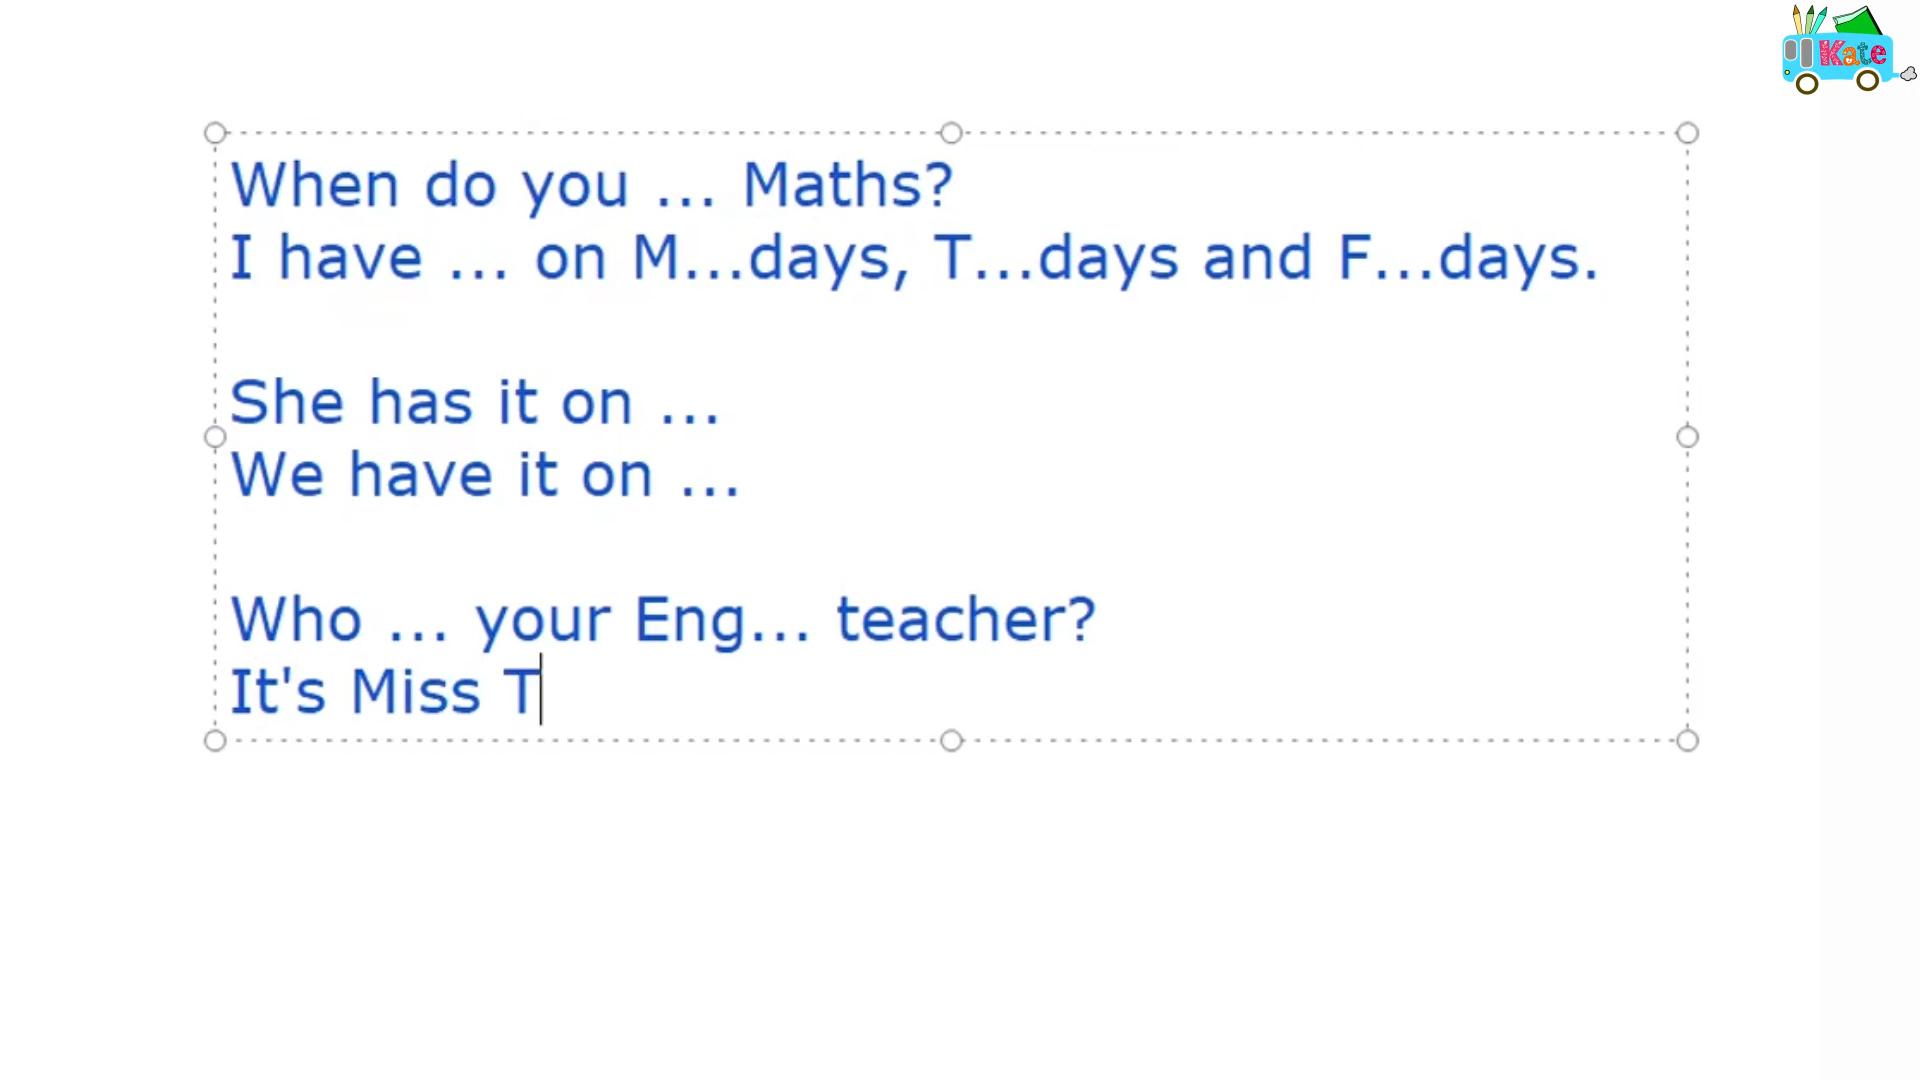 Kate
When do you ... Maths?
I have ... on M...days, T...days and F...days.
She has it on ...
We have it on ...
Who ... your Eng... teacher?
It's Miss T